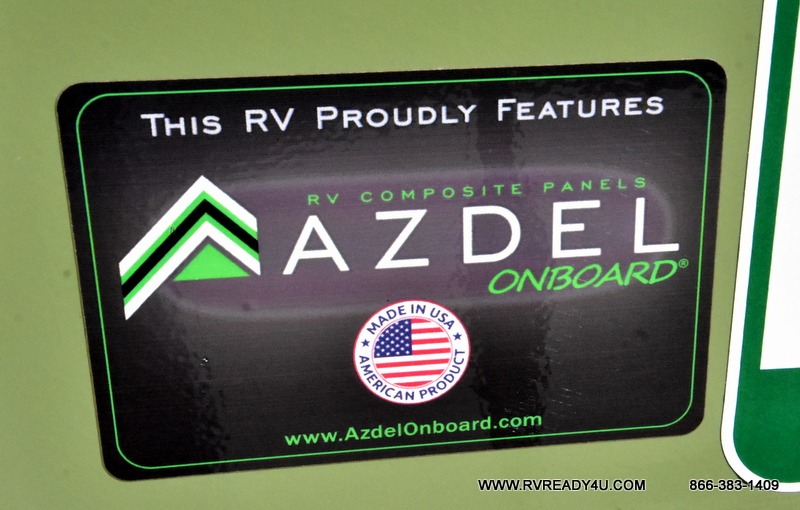 THIS RV PROUDLY FEATURES
RV COMPOSITE PANELS
AZDEL
ONBOARD®
MADE IN USA
AMERICAN PRODUCT
www.AzdelOnboard.com
WWW.RVREADY4U.COM 866-383-1409